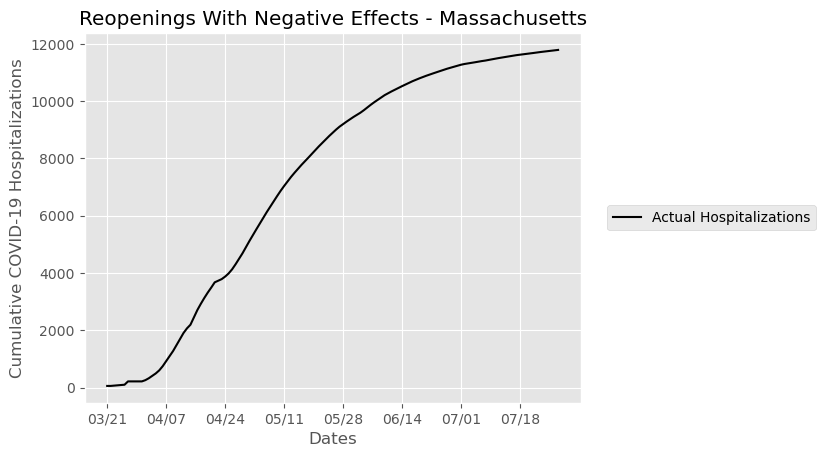 Reopenings With Negative Effects - Massachusetts
Cumulative COVID-19 Hospitalizations
12000
10000
8000
6000
4000
2000
0
03/21 04/07 04/24 05/11 05/28 06/14 07/01 07/18
Dates
Actual Hospitalizations